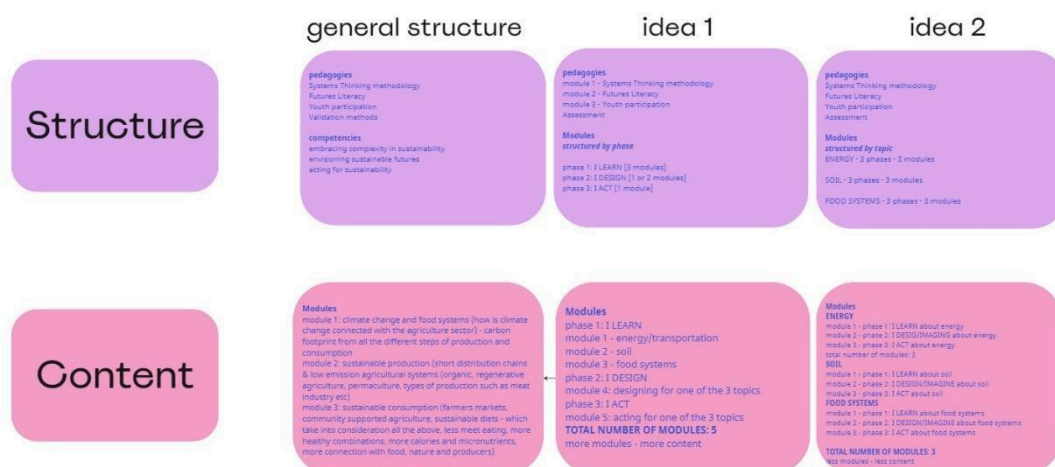 general structure
idea 1
idea 2
Structure
pedagogies
Systems Thinking methodology
Futures Literacy
Youth participation
Validation methods
competencies
embracing complexity in sustainability
envisioning sustainable futures
acting for sustainability
pedagogies
module 1 - Systems Thinking methodology
module 2 - Futures Literacy
module 3 - Youth participation
Assessment
Modules
structured by phase
phase 1: I LEARN [3 modules]
phase 2: I DESIGN [1 or 2 modules]
phase 3: I ACT [1 module]
pedagogies
Systems Thinking methodology
Futures Literacy
Youth participation
Assessment
Modules
structured by topic
ENERGY - 3 phases - 3 modules
SOIL - 3 phases - 3 modules
FOOD SYSTEMS - 3 phases - 3 modules
Content
Modules
module 1: climate change and food systems (how is climate
change connected with the agriculture sector) - carbon
footprint from all the different steps of production and
consumption
module 2: sustainable production (short distribution chains
& low emission agricultural systems (organic, regenerative
agriculture, permaculture, types of production such as meat
industry etc)
module 3: sustainable consumption (farmers markets,
community supported agriculture, sustainable diets - which
take into consideration all the above, less meet eating, more
healthy combinations, more calories and micronutrients,
more connection with food, nature and producers)
Modules
phase 1: I LEARN
module 1 - energy/transportation
module 2 - soil
module 3 - food systems
phase 2: I DESIGN
module 4: designing for one of the 3 topics
phase 3: I ACT
module 5: acting for one of the 3 topics
TOTAL NUMBER OF MODULES: 5
more modules - more content
Modules
ENERGY
module 1 - phase 1: I LEARN about energy
module 2 - phase 2: I DESIG/IMAGING about energy
module 3 - phase 3: I ACT about energy
total number of modules: 3
SOIL
module 1 - phase 1: I LEARN about soil
module 2 - phase 2: I DESIGN/IMAGINE about soil
module 3 - phase 3: I ACT about soil
FOOD SYSTEMS
module 1 - phase 1: I LEARN about food systems
module 2 - phase 2: I DESIGN/IMAGINE about food systems
module 3 - phase 3: I ACT about food systems
TOTAL NUMBER OF MODULES: 3
less modules - less content